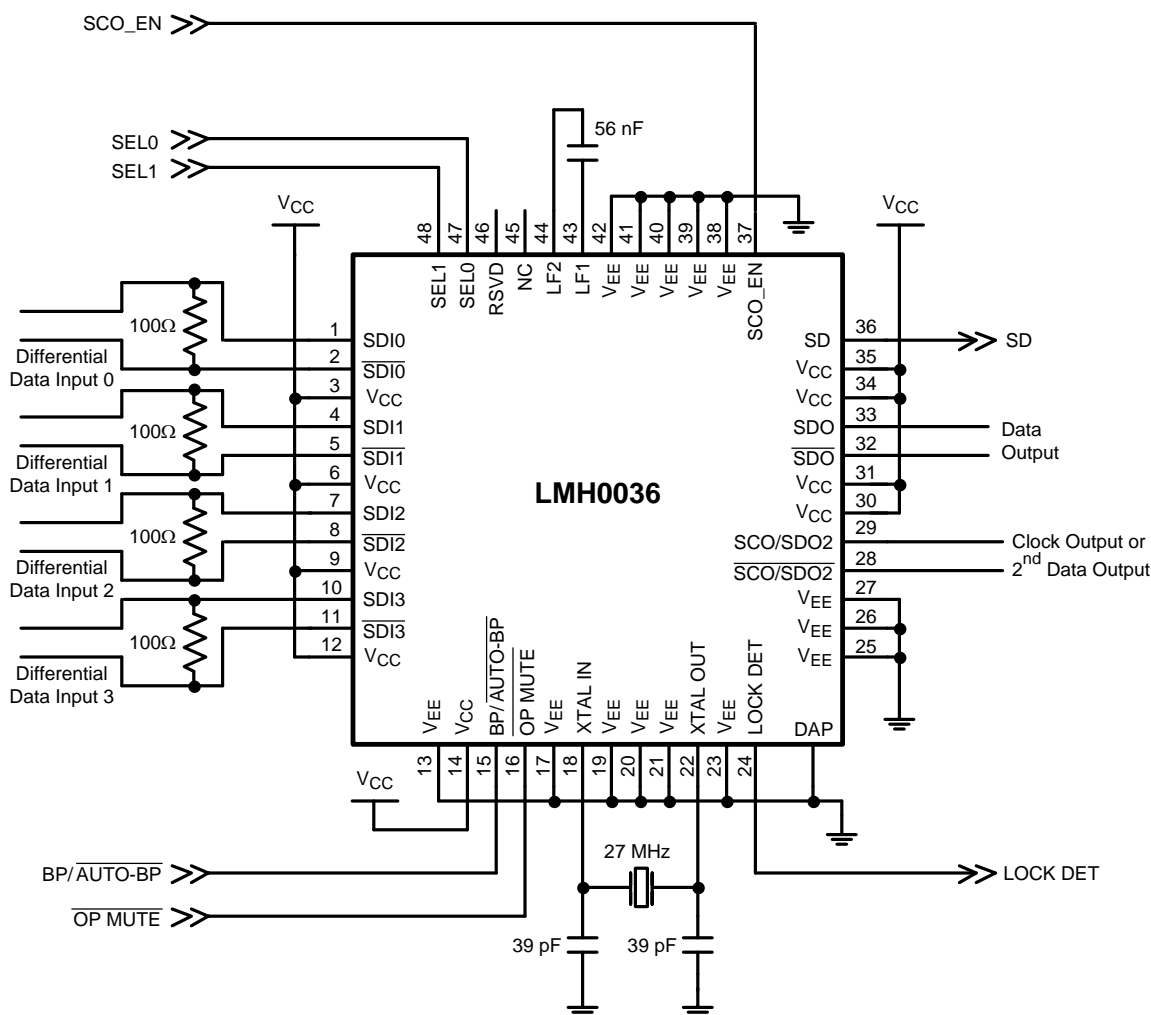 SCO_EN
SEL0
SEL1
56 nF
VCC
VCC
48
47
46
45
44
43
42
41
40
39
38
37
SEL1
SEL0
RSVD
NC
LF2
LF1
VEE
VEE
VEE
VEE
VEE
SCO_EN
100Ω
Differential
Data Input 0
100Ω
Differential
Data Input 1
100Ω
Differential
Data Input 2
100Ω
Differential
Data Input 3
1 SDI0
2 SDI0
3 VCC
4 SDI1
5 SDI1
6 VCC
7 SDI2
8 SDI2
9 VCC
10 SDI3
11 SDI3
12 VCC
LMH0036
SD 36
VCC 35
VCC 34
SDO 33
SDO 32
VCC 31
VCC 30
SCO/SDO2 29
SCO/SDO2 28
VEE 27
VEE 26
VEE 25
SD
Data
Output
Clock Output or
2nd Data Output
VEE
VCC
BP/AUTO-BP
OP MUTE
VEE
XTAL IN
VEE
VEE
VEE
XTAL OUT
VEE
LOCK DET
DAP
13
14
15
16
17
18
19
20
21
22
23
24
VCC
27 MHz
BP/AUTO-BP
LOCK DET
OP MUTE
39 pF
39 pF